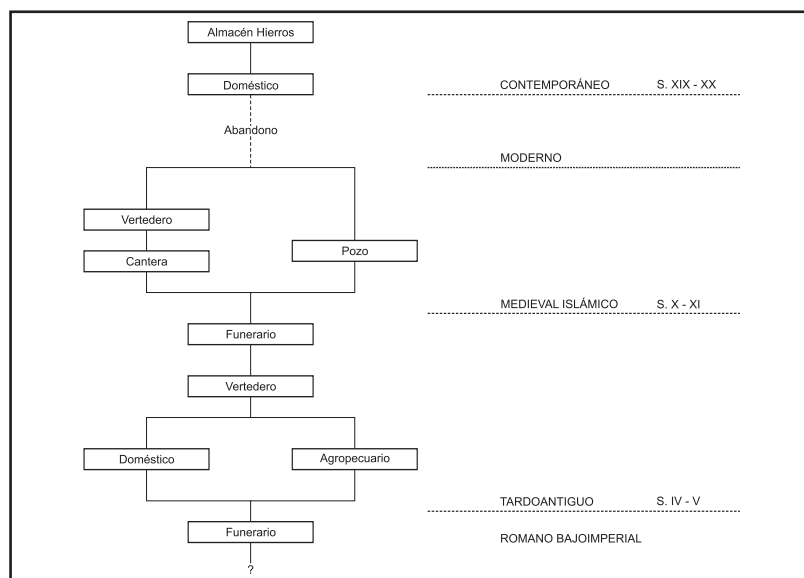 Almacén Hierros
Doméstico
CONTEMPORÁNEO S. XIX - XX
Abandono
MODERNO
Vertedero
Pozo
Cantera
MEDIEVAL ISLÁMICO S. X - XI
Funerario
Vertedero
Doméstico
Agropecuario
TARDOANTIGUO S. IV - V
Funerario
ROMANO BAJOIMPERIAL
?